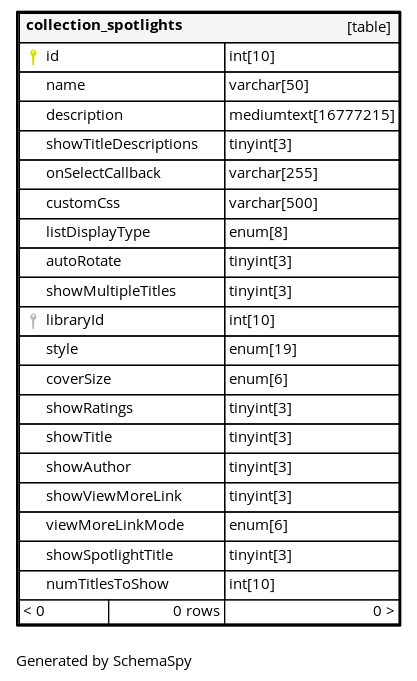 collection_spotlights [table]
id int[10]
name varchar[50]
description mediumtext[16777215]
showTitleDescriptions tinyint[3]
onSelectCallback varchar[255]
customCss varchar[500]
listDisplayType enum[8]
autoRotate tinyint[3]
showMultipleTitles tinyint[3]
libraryId int[10]
style enum[19]
coverSize enum[6]
showRatings tinyint[3]
showTitle tinyint[3]
showAuthor tinyint[3]
showViewMoreLink tinyint[3]
viewMoreLinkMode enum[6]
showSpotlightTitle tinyint[3]
numTitlesToShow int[10]
< 0 0 rows 0 >
Generated by SchemaSpy